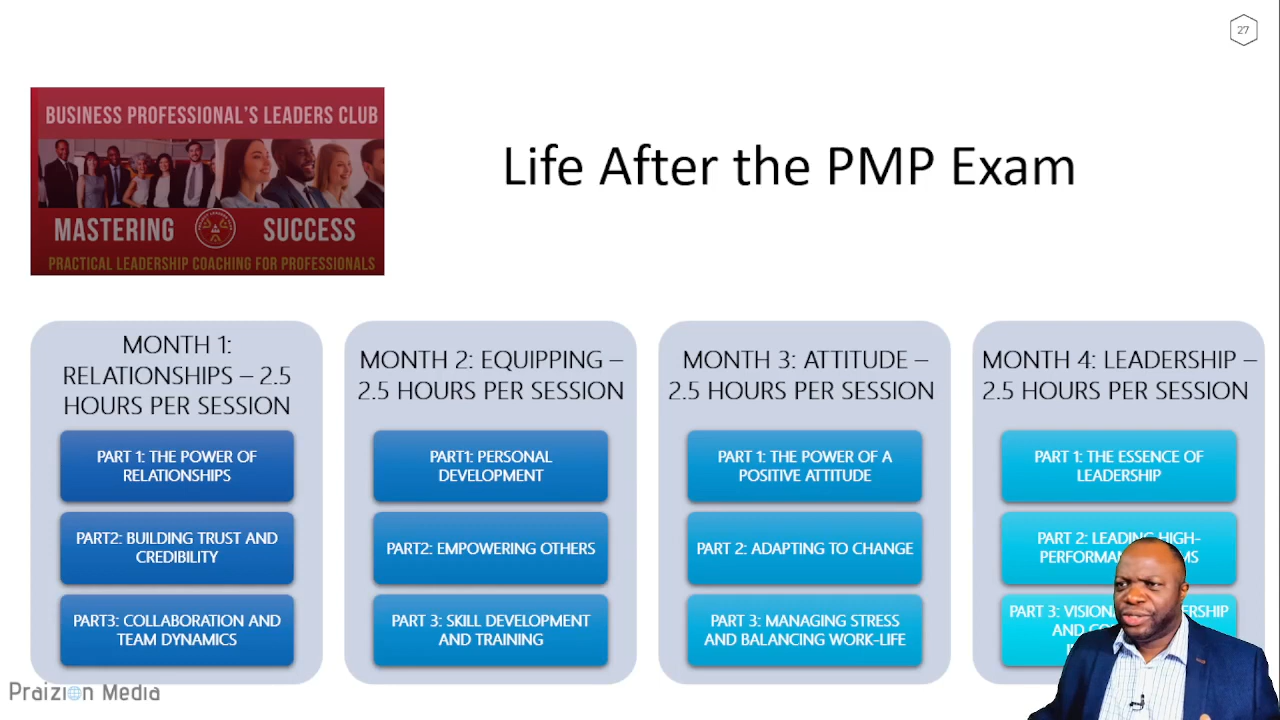 27
BUSINESS PROFESSIONAL'S LEADERS CLUB
MASTERING SUCCESS
PRACTICAL LEADERSHIP COACHING FOR PROFESSIONALS
Life After the PMP Exam
MONTH 1:
RELATIONSHIPS – 2.5
HOURS PER SESSION
PART 1: THE POWER OF
RELATIONSHIPS
PART2: BUILDING TRUST AND
CREDIBILITY
PART3: COLLABORATION AND
TEAM DYNAMICS
MONTH 2: EQUIPPING –
2.5 HOURS PER SESSION
PART1: PERSONAL
DEVELOPMENT
PART2: EMPOWERING OTHERS
PART 3: SKILL DEVELOPMENT
AND TRAINING
MONTH 3: ATTITUDE –
2.5 HOURS PER SESSION
PART 1: THE POWER OF A
POSITIVE ATTITUDE
PART 2: ADAPTING TO CHANGE
PART 3: MANAGING STRESS
AND BALANCING WORK-LIFE
MONTH 4: LEADERSHIP –
2.5 HOURS PER SESSION
PART 1: THE ESSENCE OF
LEADERSHIP
PART 2: LEADING HIGH-
PART 3:
AND
Praizion Media